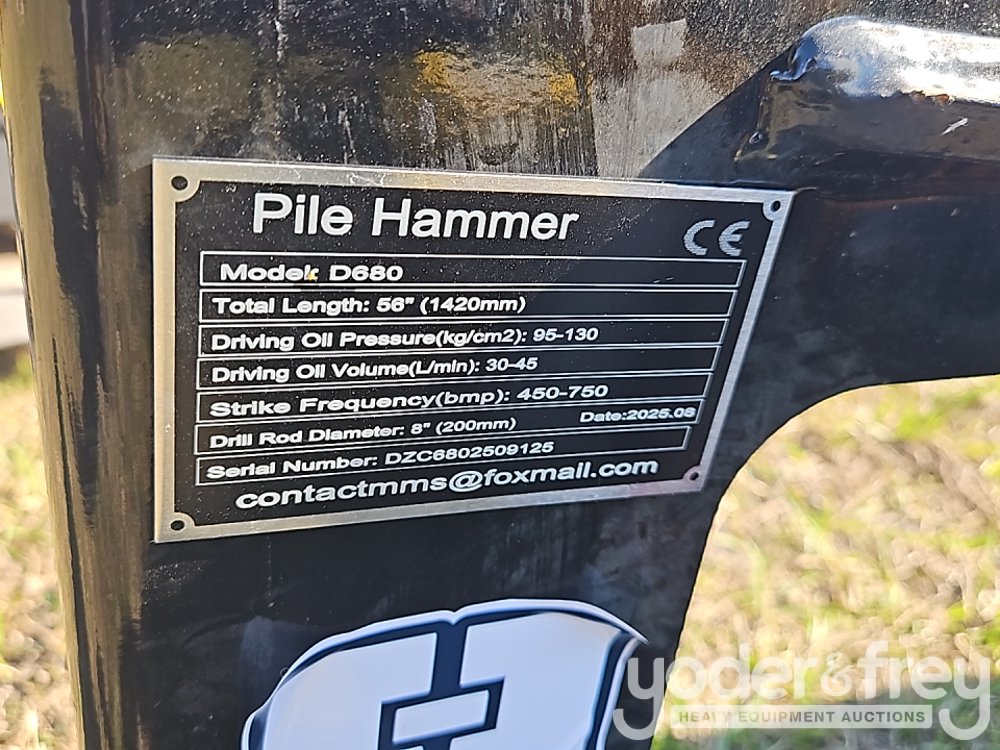 Pile Hammer
CE
Model: D680
Total Length: 56" (1420mm)
Driving Oil Pressure(kg/cm2): 95-130
Driving Oil Volume(L/min): 30-45
Strike Frequency(bmp): 450-750
Drill Rod Diameter: 8" (200mm) Date:2025.08
Serial Number: DZC6802509125
contactmms@foxmail.com
yoder&frey
HEAVY EQUIPMENT AUCTIONS